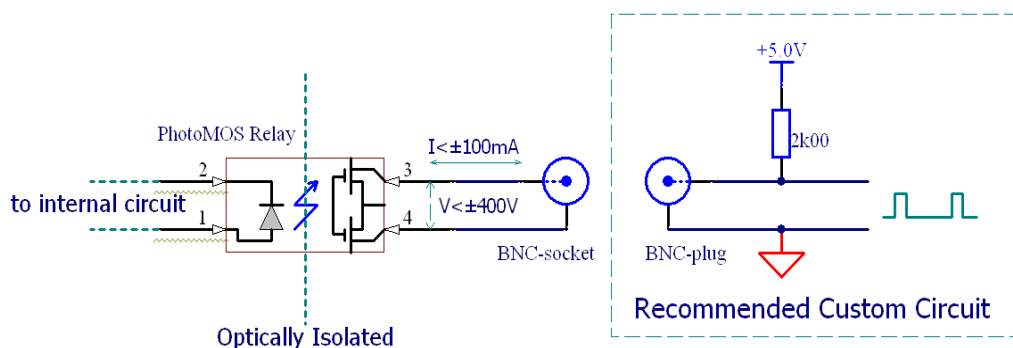 +5.0V
PhotoMOS Relay
2k00
I<±100mA
2
3
to internal circuit
V<±400V
1
4
BNC-socket
BNC-plug
Recommended Custom Circuit
Optically Isolated